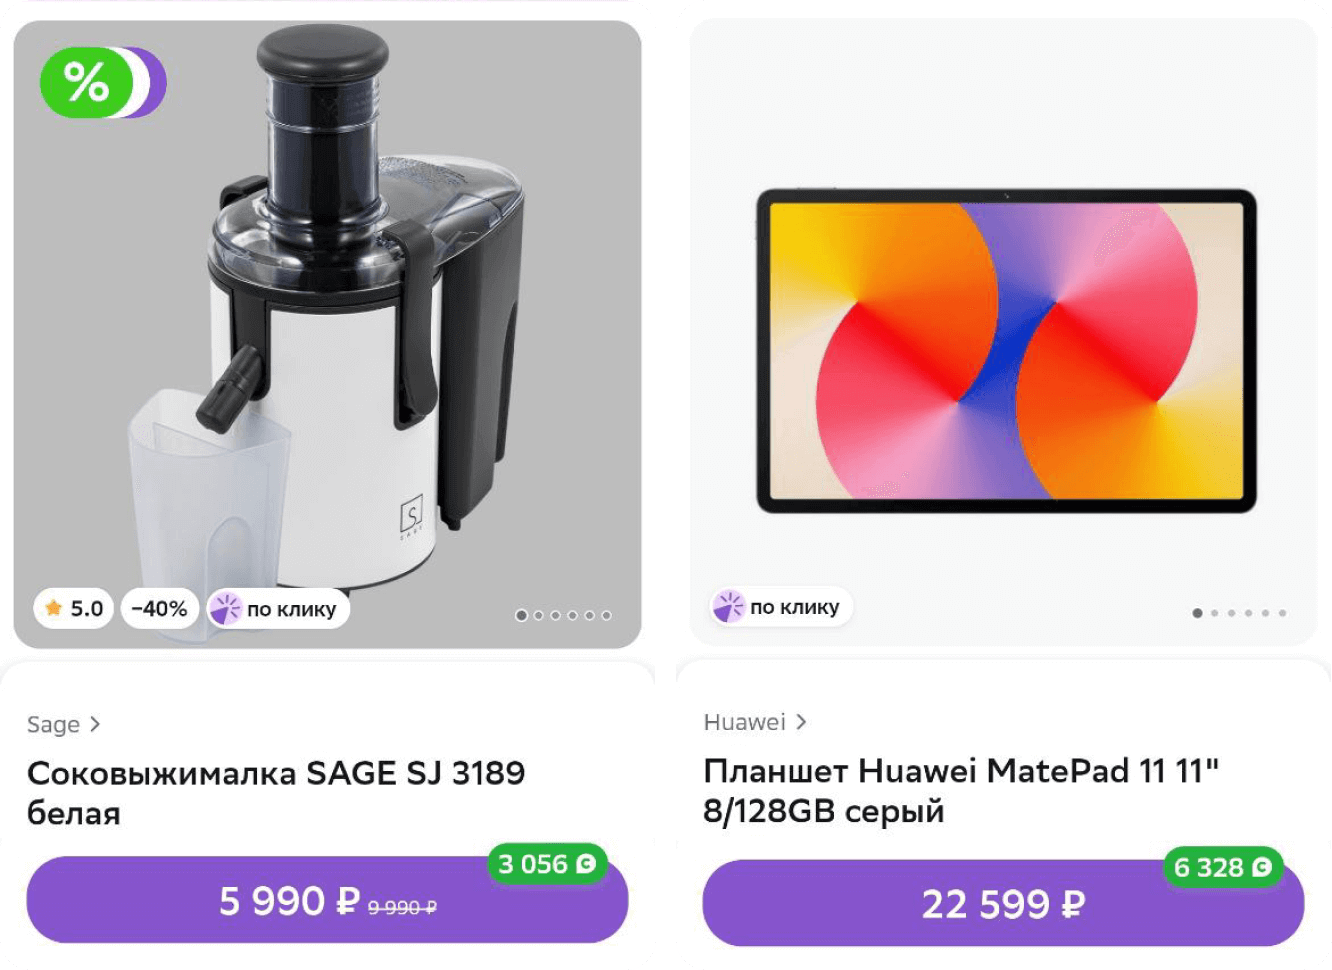 %
S
SAGE
5.0
–40%
по клику
Sage >
Соковыжималка SAGE SJ 3189
белая
3 056
5 990 ₽ 9 990 ₽
по клику
Huawei >
Планшет Huawei MatePad 11 11"
8/128GB серый
6 328
22 599 ₽